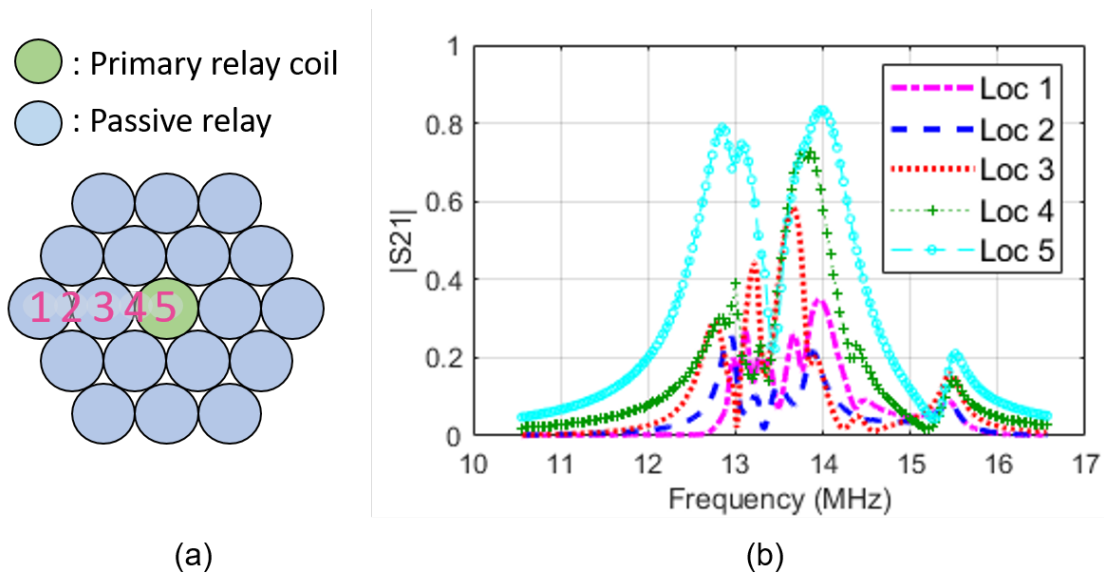 : Primary relay coil
: Passive relay
1 2 3 4 5
(a)
|S21|
1
0.8
0.6
0.4
0.2
0
10 11 12 13 14 15 16 17
Frequency (MHz)
Loc 1
Loc 2
Loc 3
Loc 4
Loc 5
(b)